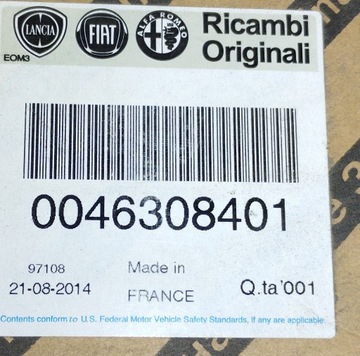 LANCIA
FIAT
ALFA ROMEO
Ricambi
Originali
EOM3
0046308401
97108
Made in
21-08-2014
FRANCE
Q.ta'001
Contents conform to U.S. Federal Motor Vehicle Safety Standards, if any are applicable.